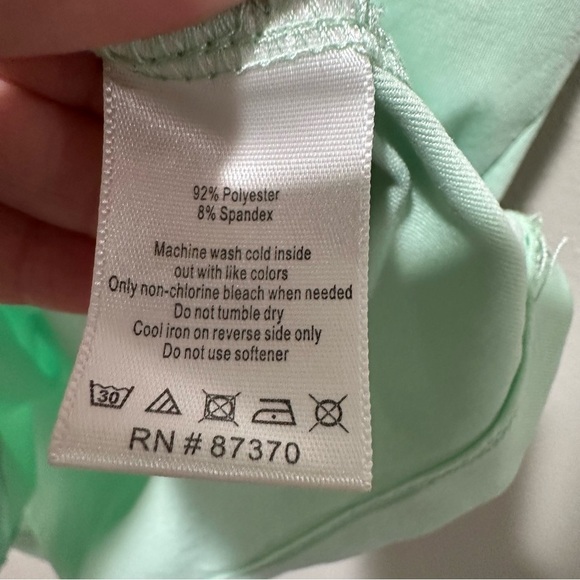 92% Polyester
8% Spandex
Machine wash cold inside
out with like colors
Only non-chlorine bleach when needed
Do not tumble dry
Cool iron on reverse side only
Do not use softener
30
RN # 87370